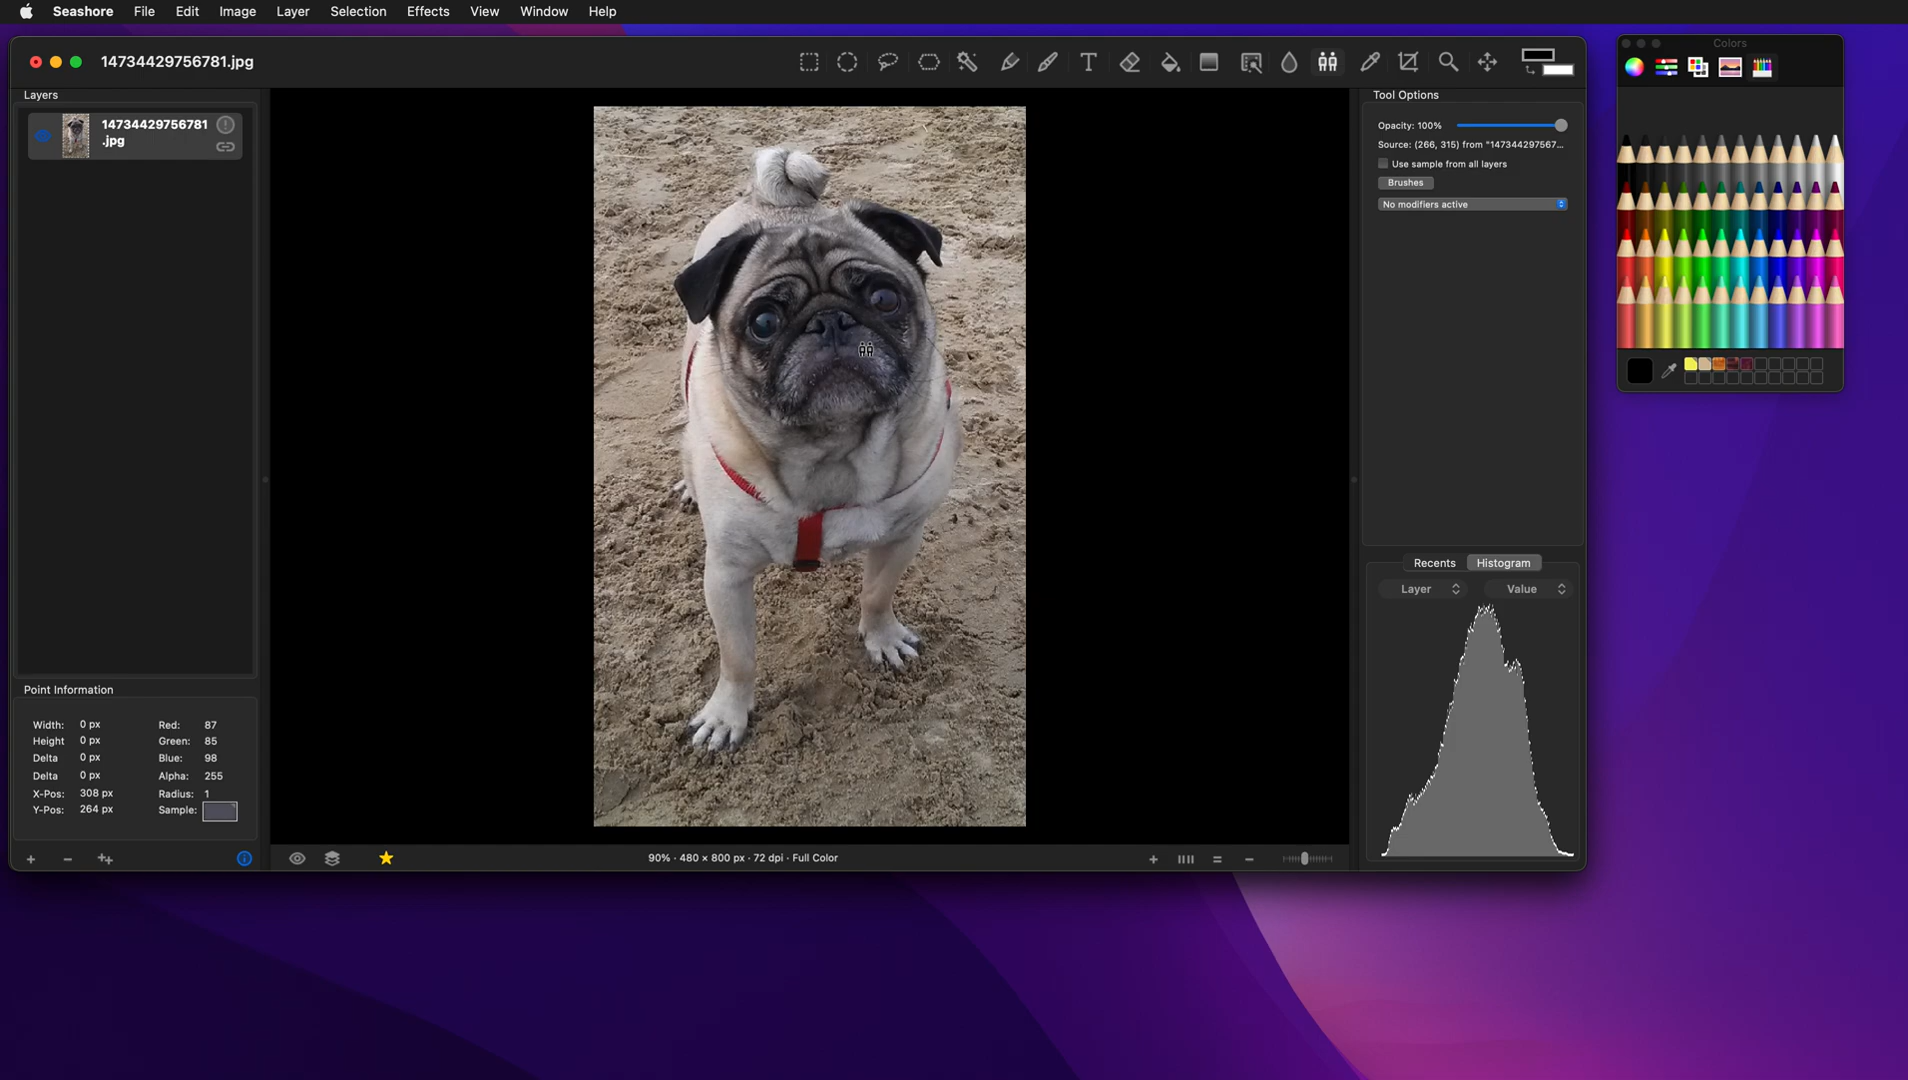 Seashore File Edit Image Layer Selection Effects View Window Help
14734429756781.jpg
Colors
Layers
14734429756781
.jpg
Tool Options
Opacity: 100%
Source: (266, 315) from "147344297567...
Use sample from all layers
Brushes
No modifiers active
Recents Histogram
Layer Value
Point Information
Width: 0 px Red: 87
Height 0 px Green: 85
Delta 0 px Blue: 98
Delta 0 px Alpha: 255
X-Pos: 308 px Radius: 1
Y-Pos: 264 px Sample:
90% · 480 × 800 px · 72 dpi · Full Color